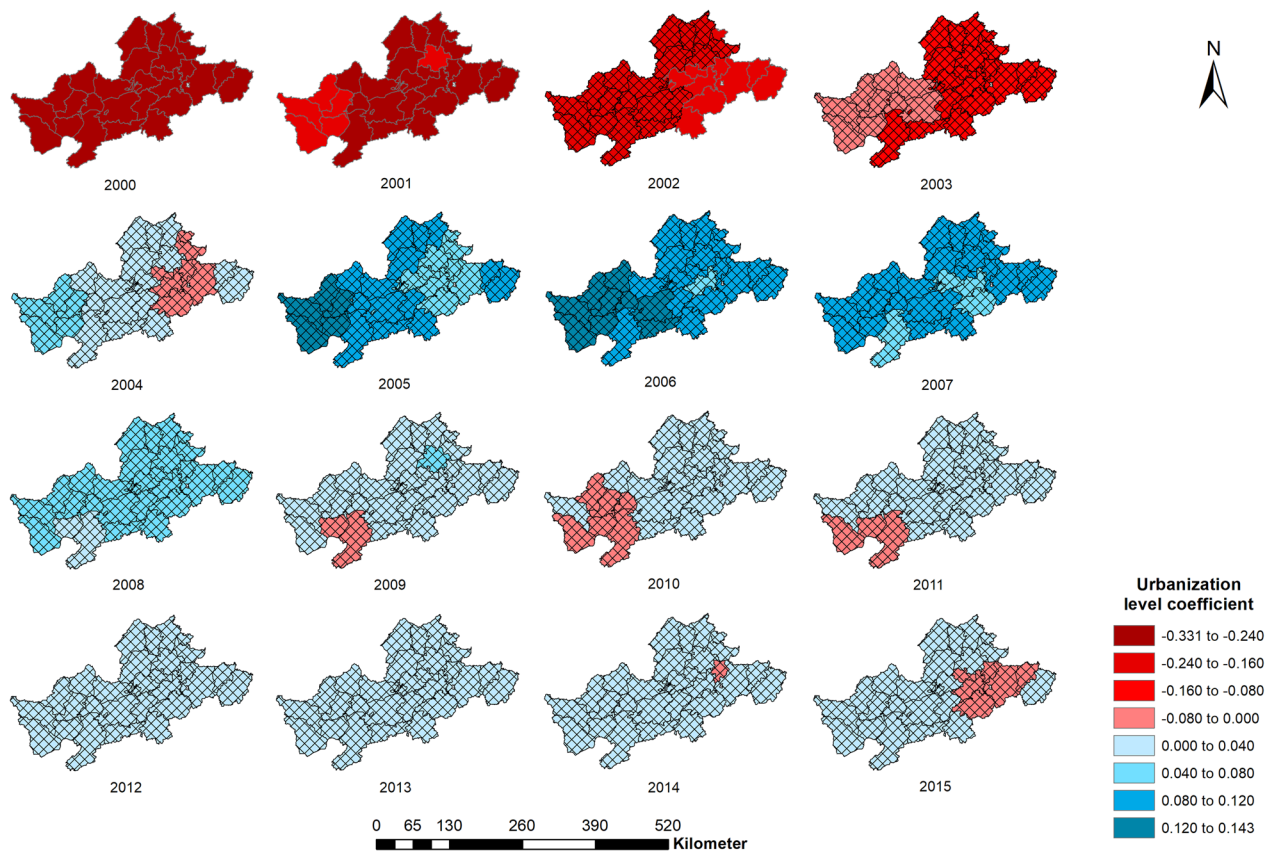 N
2000
2001
2002
2003
2004
2005
2006
2007
2008
2009
2010
2011
2012
2013
2014
2015
Urbanization
level coefficient
-0.331 to -0.240
-0.240 to -0.160
-0.160 to -0.080
-0.080 to 0.000
0.000 to 0.040
0.040 to 0.080
0.080 to 0.120
0.120 to 0.143
0 65 130 260 390 520
Kilometer